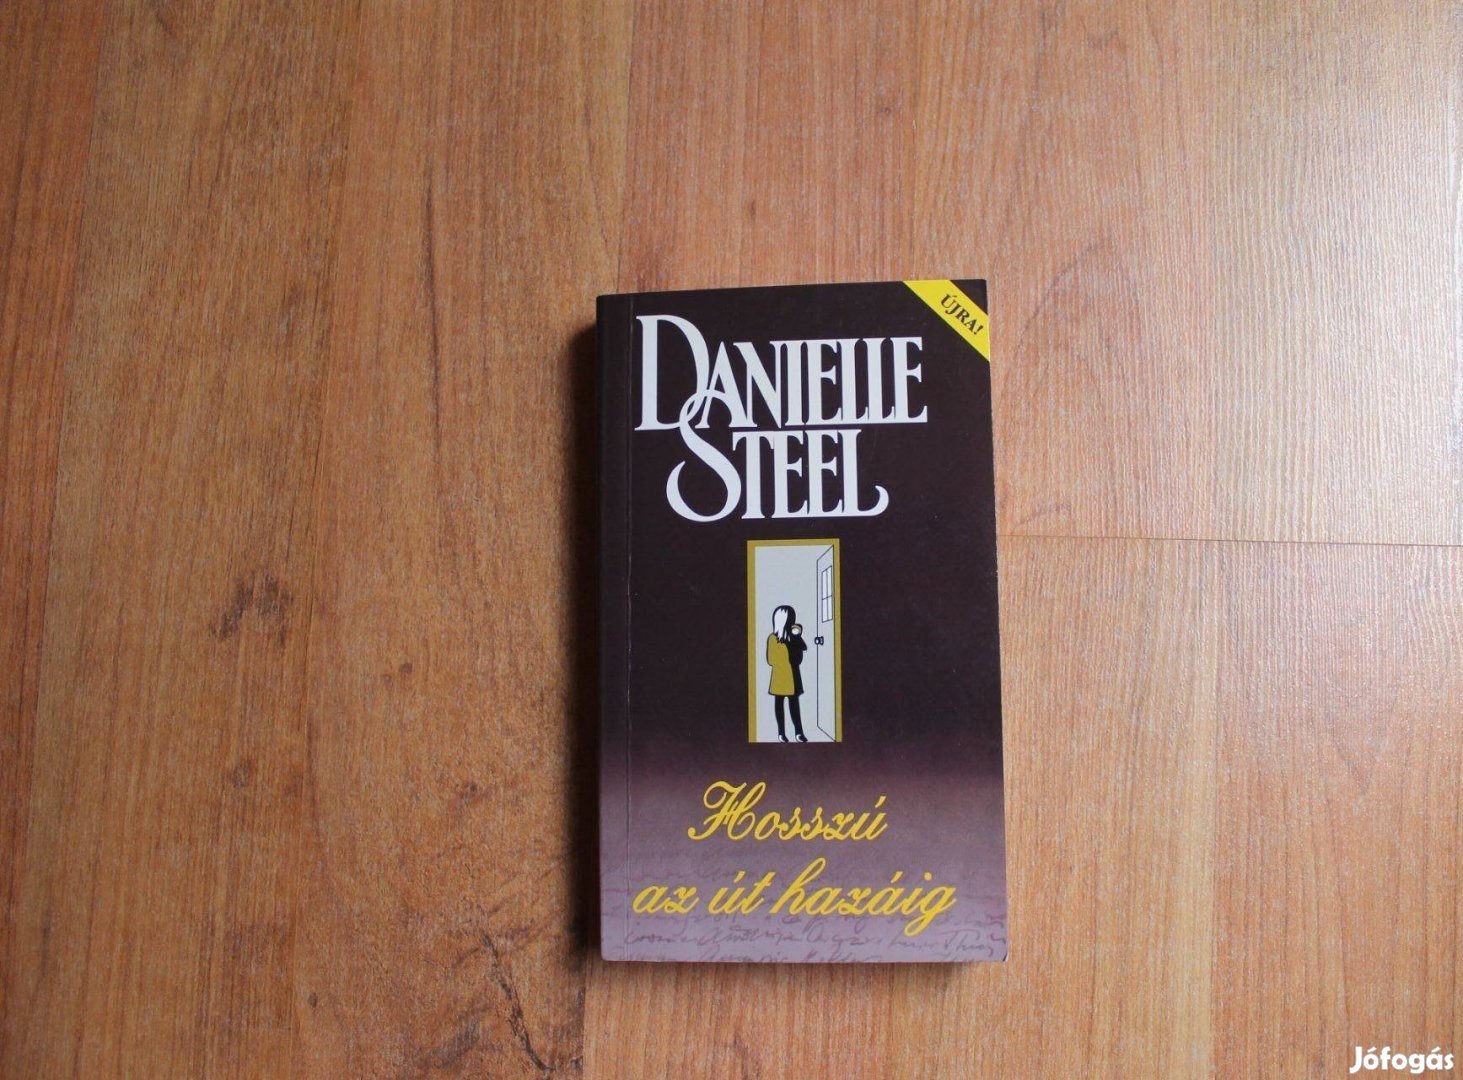 ÚJRA!
DANIELLE
STEEL
Hosszú
az út hazáig
Jófogás